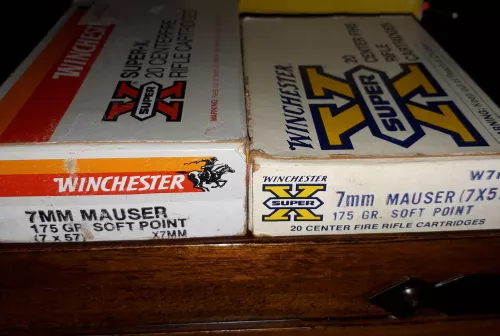 WINCHESTER
SUPER-X
20 CENTERFIRE
RIFLE CARTRIDGES
X SUPER X
WINCHESTER
7MM MAUSER
175 GR. SOFT POINT
(7 x 57) X7MM
WINCHESTER
X SUPER
20
CENTER FIRE
RIFLE
CARTRIDGES
WINCHESTER
W7
X SUPER
7mm MAUSER (7X5
175 GR. SOFT POINT
20 CENTER FIRE RIFLE CARTRIDGES